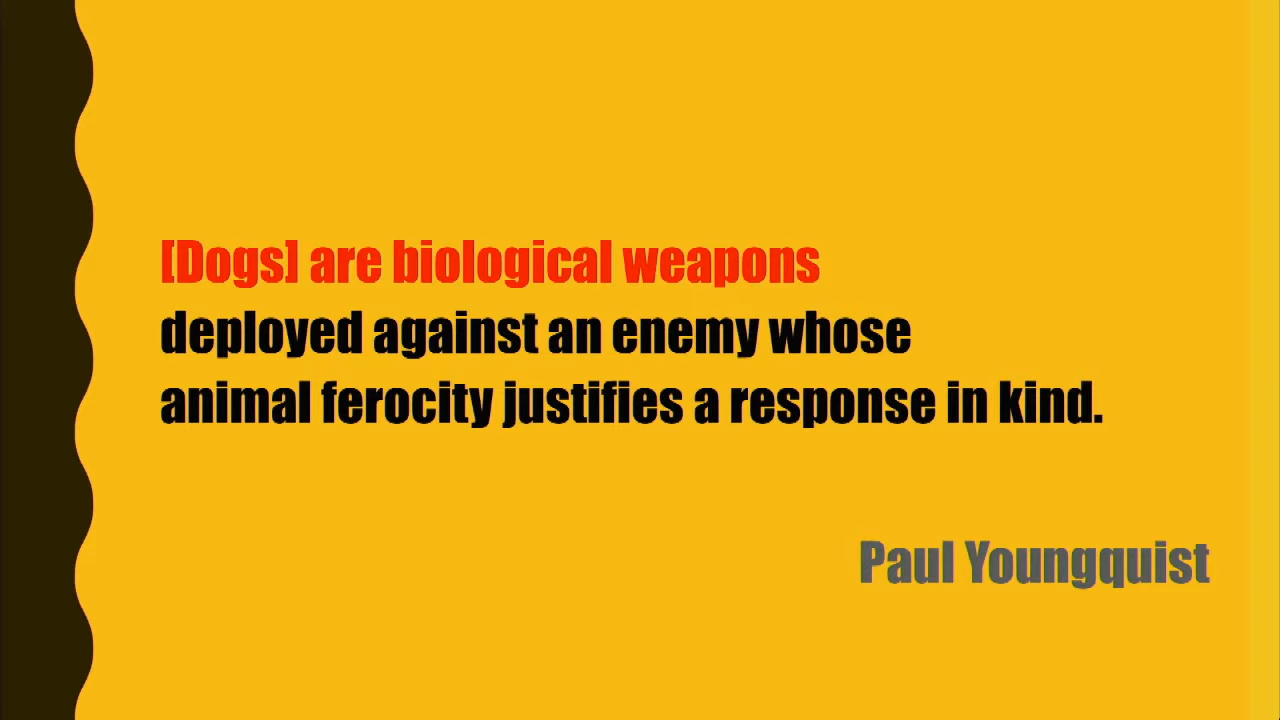 [Dogs] are biological weapons
deployed against an enemy whose
animal ferocity justifies a response in kind.
Paul Youngquist